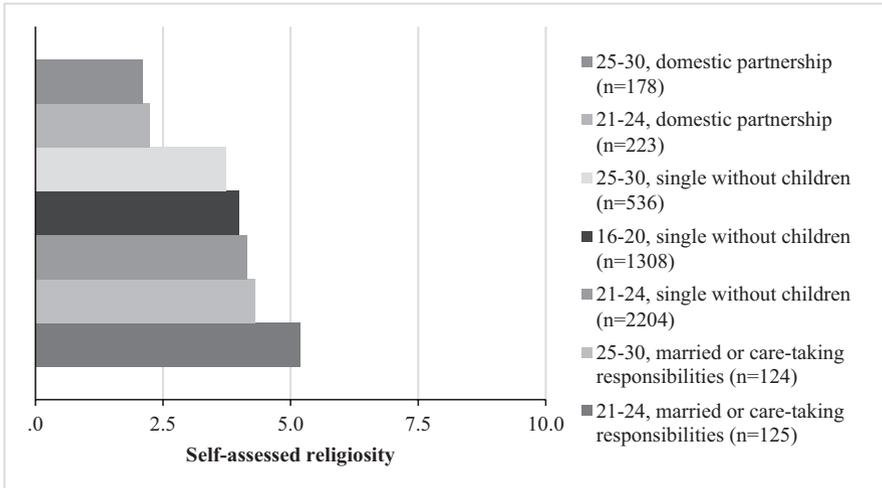 25-30, domestic partnership
(n=178)
21-24, domestic partnership
(n=223)
25-30, single without children
(n=536)
16-20, single without children
(n=1308)
21-24, single without children
(n=2204)
25-30, married or care-taking
responsibilities (n=124)
21-24, married or care-taking
responsibilities (n=125)
.0 2.5 5.0 7.5 10.0
Self-assessed religiosity